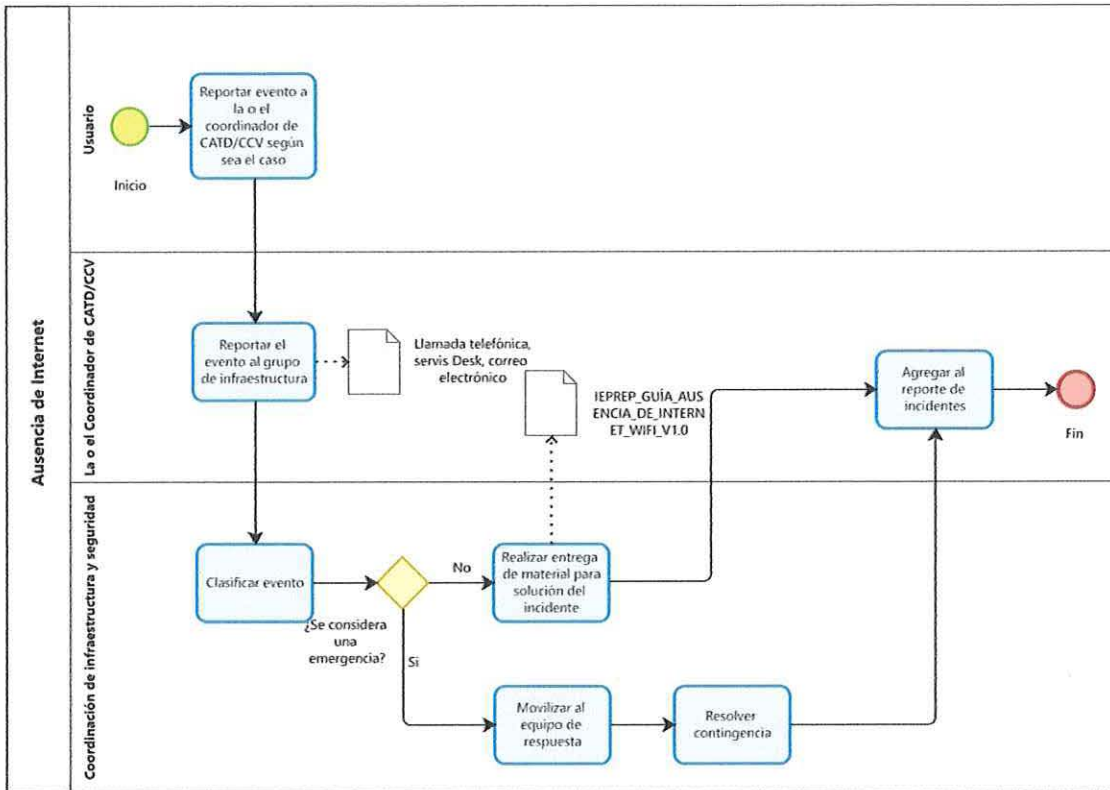 Ausencia de Internet
Usuario
Inicio
Reportar evento a
la o el
coordinador de
CATD/CCV según
sea el caso
La o el Coordinador de CATD/CCV
Reportar el
evento al grupo
de infraestructura
Llamada telefónica,
servis Desk, correo
electrónico
IEPREP_GUÍA_AUS
ENCIA_DE_INTERN
ET_WIFI_V1.0
Agregar al
reporte de
incidentes
Fin
Coordinación de infraestructura y seguridad
Clasificar evento
¿Se considera
una
emergencia?
No
Realizar entrega
de material para
solución del
incidente
Si
Movilizar al
equipo de
respuesta
Resolver
contingencia